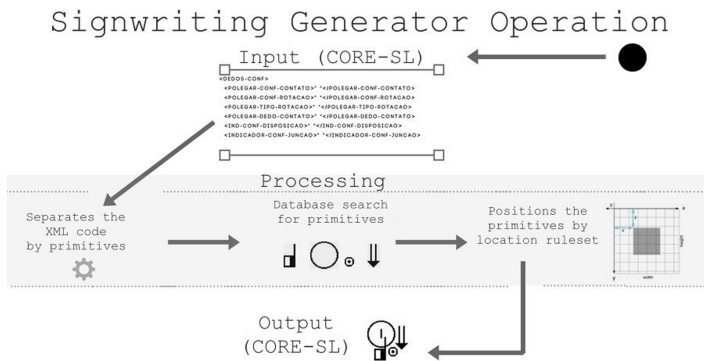 Signwriting Generator Operation
Input (CORE-SL)
<DEDOS-CONF>
<POLEGAR-CONF-CONTATO>" "</POLEGAR-CONF-CONTATO>
<POLEGAR-CONF-ROTACAO>" "</POLEGAR-CONF-ROTACAO>
<POLEGAR-TIPO-ROTACAO>" "</POLEGAR-TIPO-ROTACAO>
<POLEGAR-DEDO-CONTATO>" "</POLEGAR-DEDO-CONTATO>
<IND-CONF-DISPOSICAO>" "</IND-CONF-DISPOSICAO>
<INDICADOR-CONF-JUNCAO>" "</INDICADOR-CONF-JUNCAO>
Processing
Separates the
XML code
by primitives
Database search
for primitives
Positions the
primitives by
location ruleset
x
y
width
height
Output
(CORE-SL)